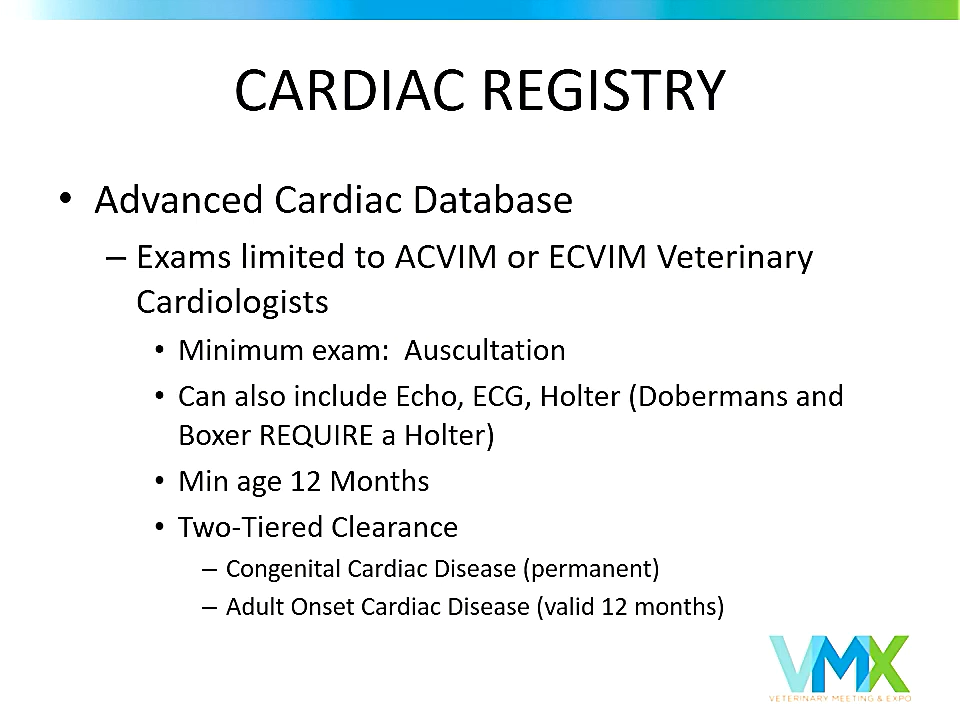 CARDIAC REGISTRY
• Advanced Cardiac Database
– Exams limited to ACVIM or ECVIM Veterinary
Cardiologists
• Minimum exam:  Auscultation
• Can also include Echo, ECG, Holter (Dobermans and
Boxer REQUIRE a Holter)
• Min age 12 Months
• Two-Tiered Clearance
– Congenital Cardiac Disease (permanent)
– Adult Onset Cardiac Disease (valid 12 months)
VMX
VETERINARY MEETING & EXPO